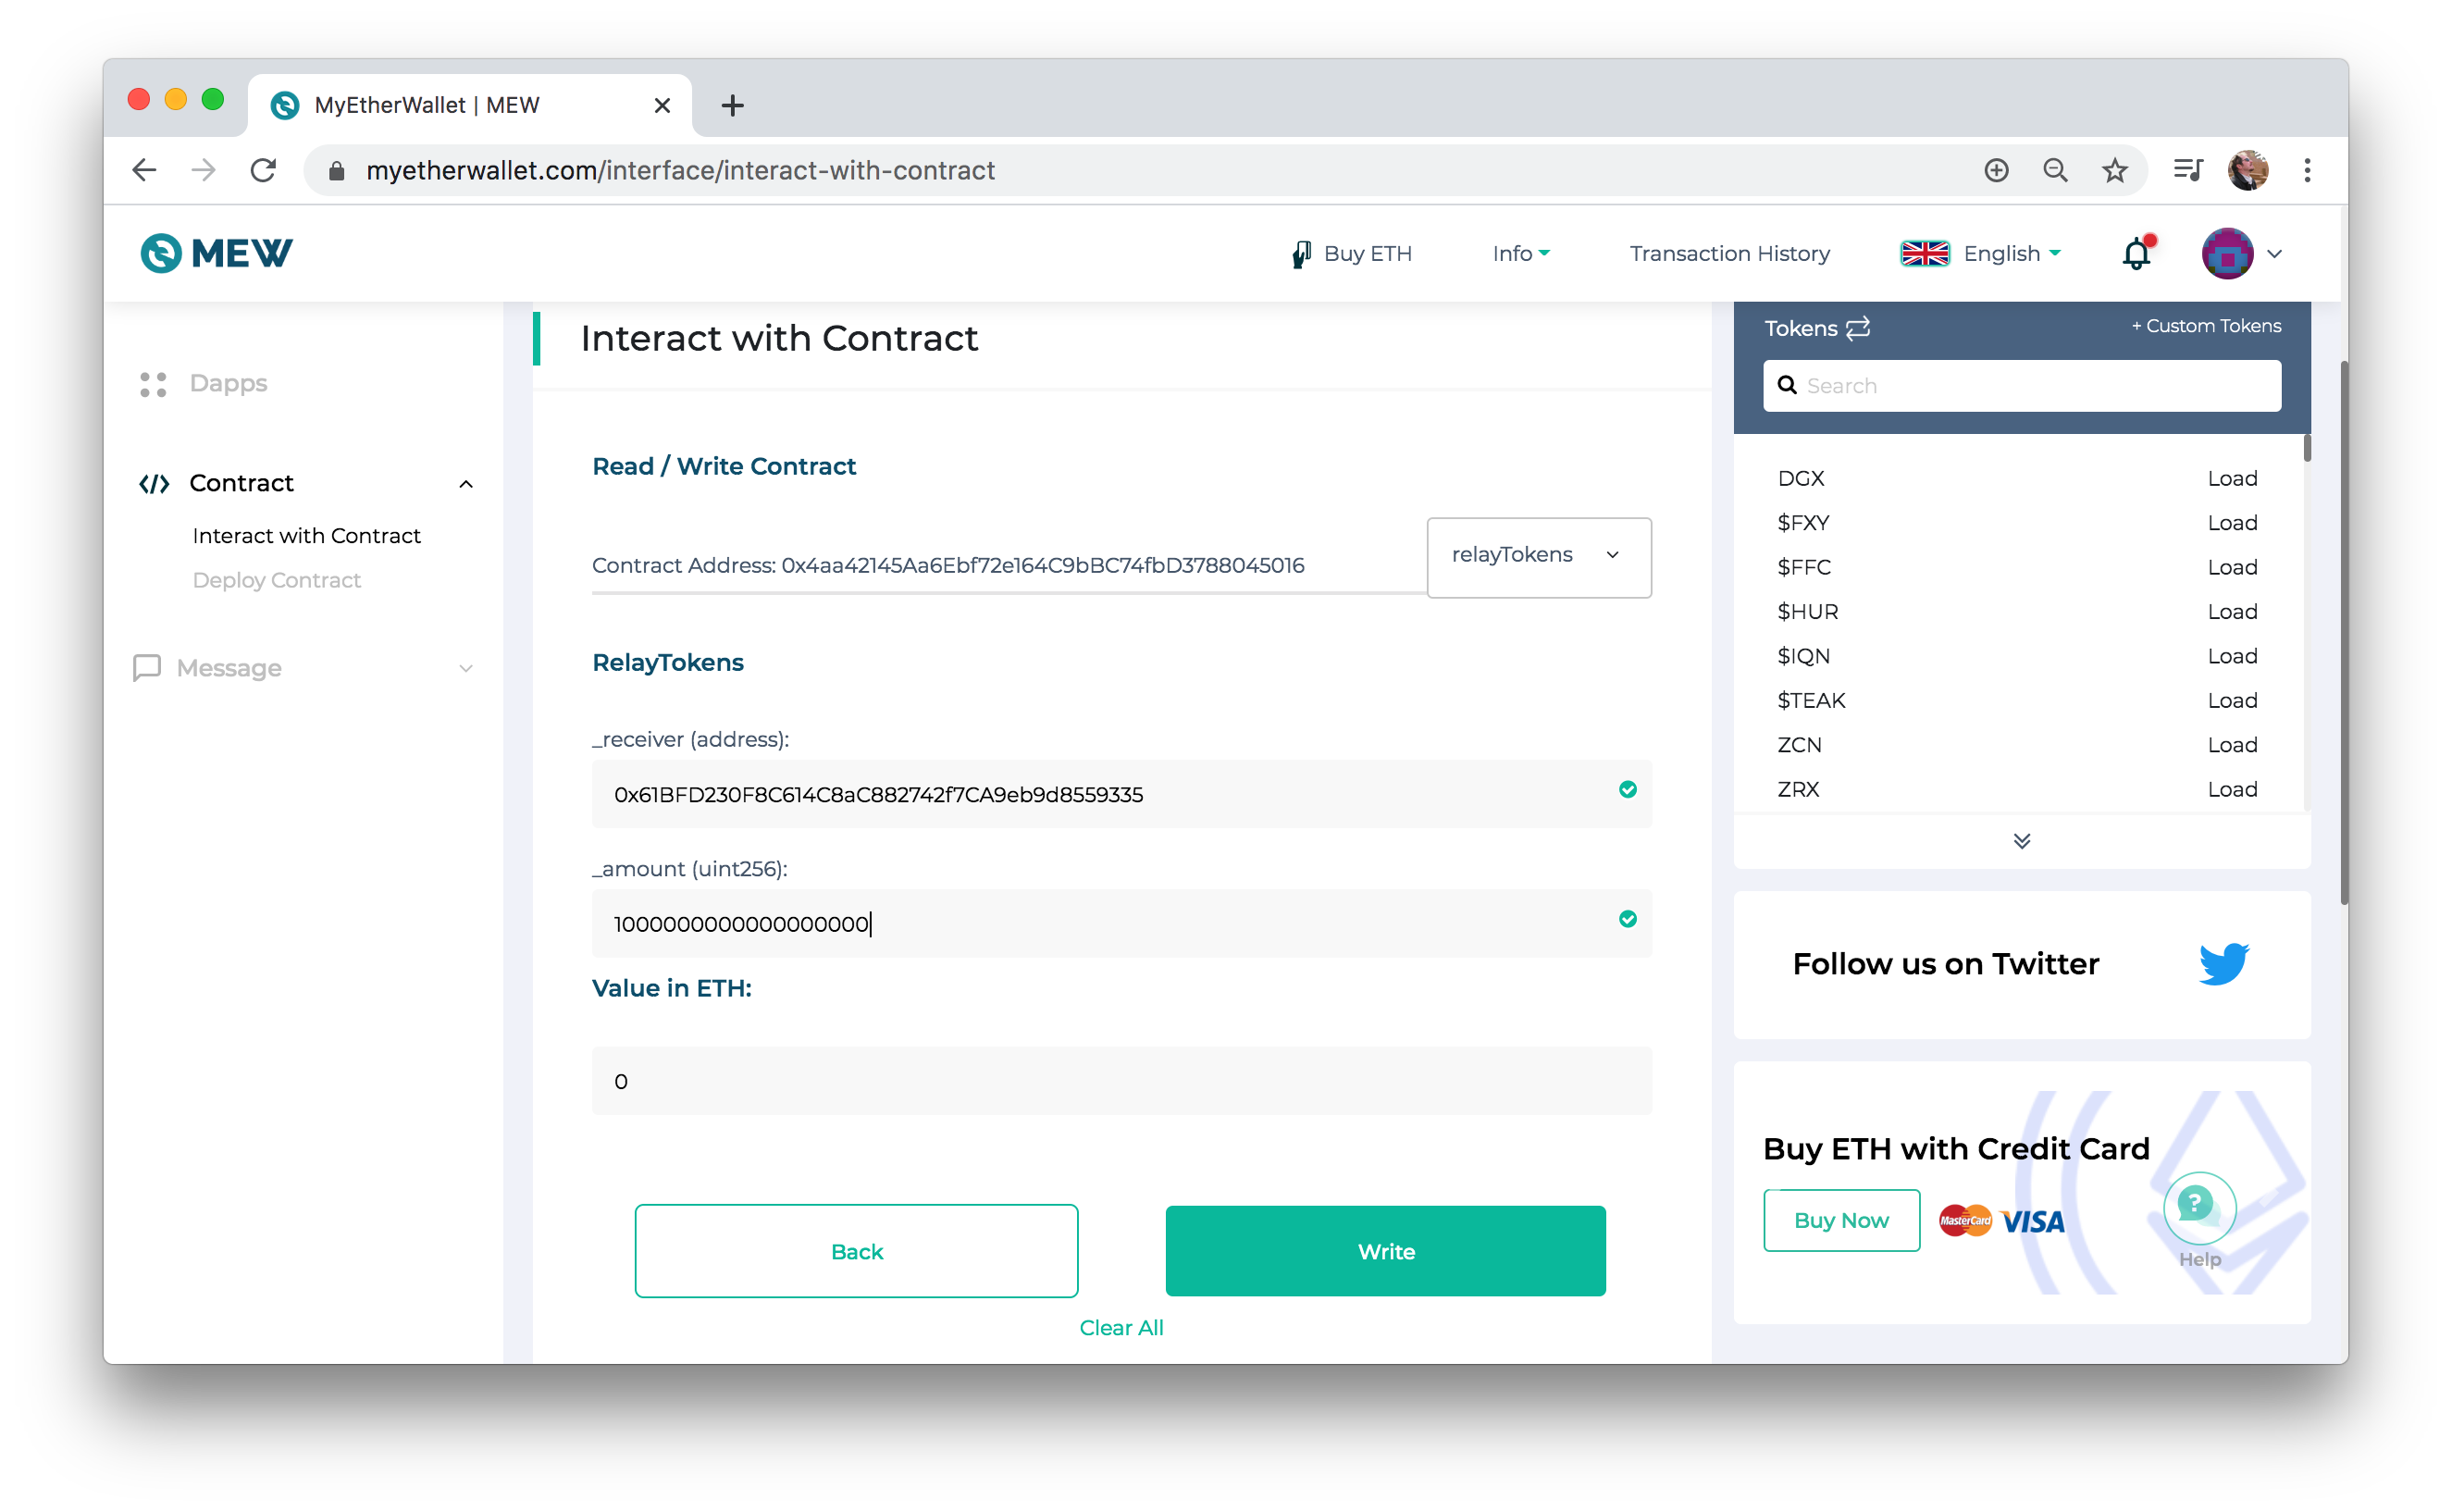 MyEtherWallet | MEW
myetherwallet.com/interface/interact-with-contract
MEW
Buy ETH
Info
Transaction History
English
Dapps
Contract
Interact with Contract
Deploy Contract
Message
Interact with Contract
Read / Write Contract
Contract Address: 0x4aa42145Aa6Ebf72e164C9bBC74fbD3788045016
relayTokens
RelayTokens
_receiver (address):
0x61BFD230F8C614C8aC882742f7CA9eb9d8559335
_amount (uint256):
1000000000000000000
Value in ETH:
0
Back
Write
Clear All
Tokens
+ Custom Tokens
Search
DGX Load
$FXY Load
$FFC Load
$HUR Load
$IQN Load
$TEAK Load
ZCN Load
ZRX Load
Follow us on Twitter
Buy ETH with Credit Card
Buy Now
MasterCard
VISA
?
Help